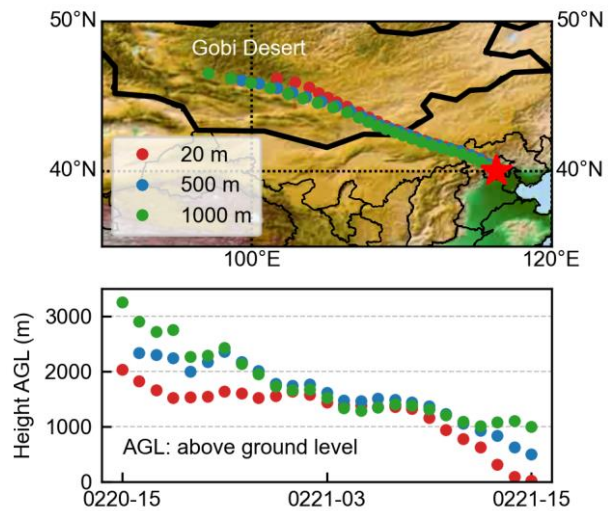 50°N
50°N
Gobi Desert
20 m
500 m
1000 m
40°N
40°N
100°E
120°E
Height AGL (m)
3000
2000
1000
0
AGL: above ground level
0220-15
0221-03
0221-15